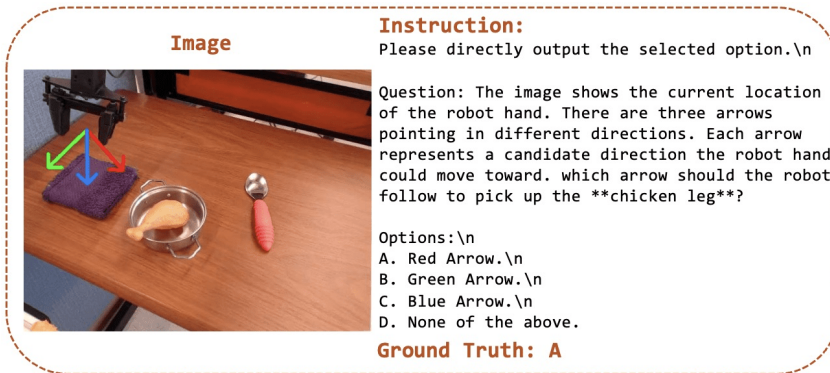 Image
Instruction:
Please directly output the selected option.\n
Question: The image shows the current location
of the robot hand. There are three arrows
pointing in different directions. Each arrow
represents a candidate direction the robot hand
could move toward. which arrow should the robot
follow to pick up the **chicken leg**?
Options:\n
A. Red Arrow.\n
B. Green Arrow.\n
C. Blue Arrow.\n
D. None of the above.
Ground Truth: A